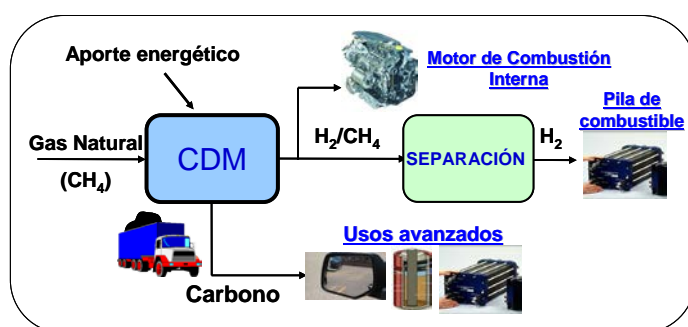 Aporte energético
Motor de Combustión
Interna
Pila de
combustible
Gas Natural
(CH₄)
CDM
H₂/CH₄
SEPARACIÓN
H₂
Usos avanzados
Carbono